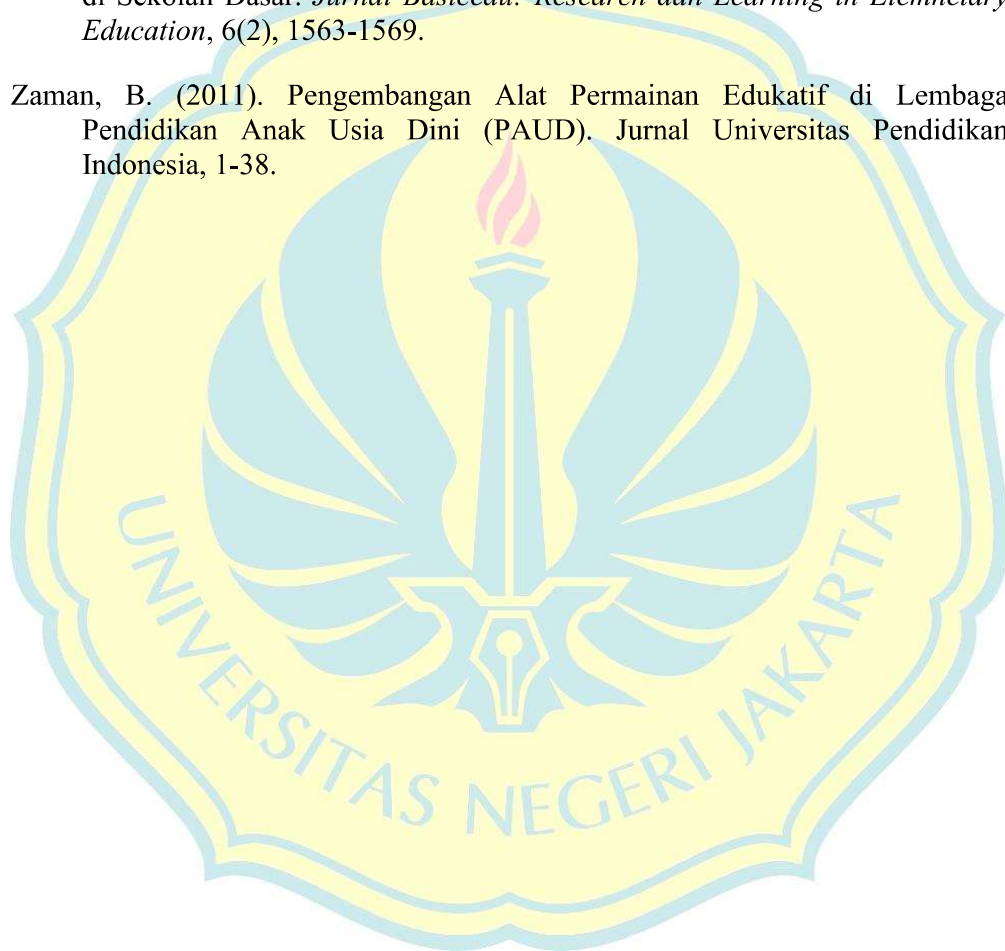 di Sekolah Dasar. Jurnal Basicedu: Research dan Learning in Elemnetary
Education, 6(2), 1563-1569.
Zaman, B. (2011). Pengembangan Alat Permainan Edukatif di Lembaga
Pendidikan Anak Usia Dini (PAUD). Jurnal Universitas Pendidikan
Indonesia, 1-38.
UNIVERSITAS NEGERI JAKARTA